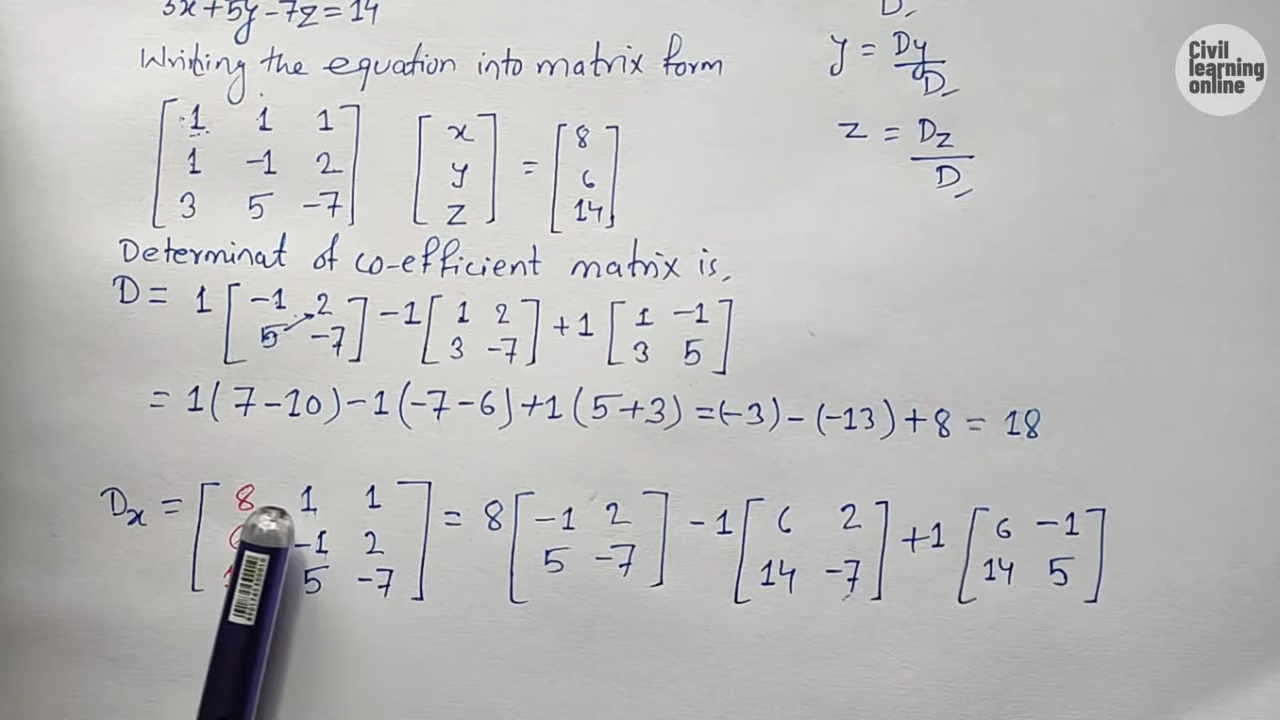 3x+5y-7z=14
Writing the equation into matrix form
[1 1 1] [x] = [8]
[1 -1 2] [y] [6]
[3 5 -7] [z] [14]
Determinat of co-efficient matrix is,
D = 1[-1 2] -1[1 2] +1[1 -1]
[5 -7] [3 -7] [3 5]
= 1(7-10)-1(-7-6)+1(5+3) =(-3)-(-13)+8 = 18
Dx = [8 1 1] = 8[-1 2] -1[6 2] +1[6 -1]
-1 2] [5 -7] [14 -7] [14 5]
5 -7]
D
y = Dy
D
z = Dz
D
Civil
learning
online